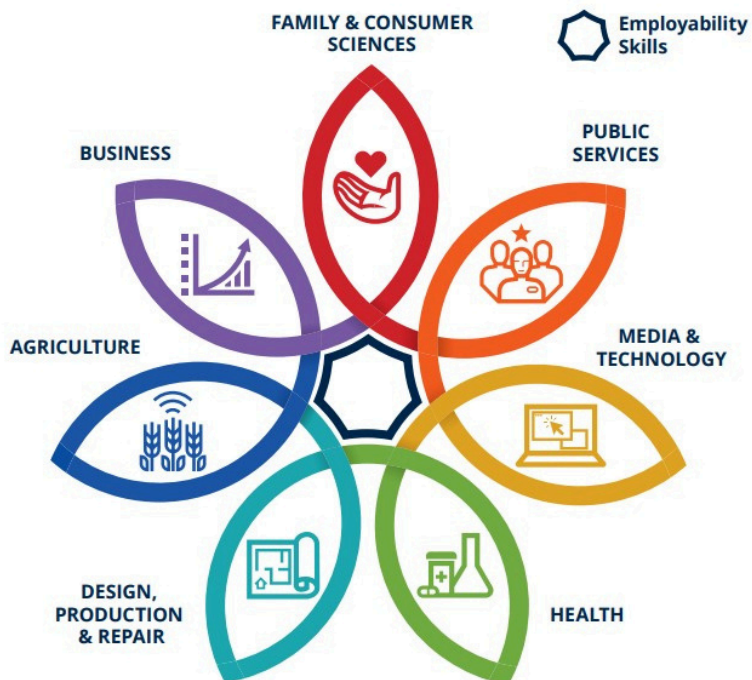 FAMILY & CONSUMER
SCIENCES
Employability
Skills
BUSINESS
PUBLIC
SERVICES
AGRICULTURE
MEDIA &
TECHNOLOGY
DESIGN,
PRODUCTION
& REPAIR
HEALTH